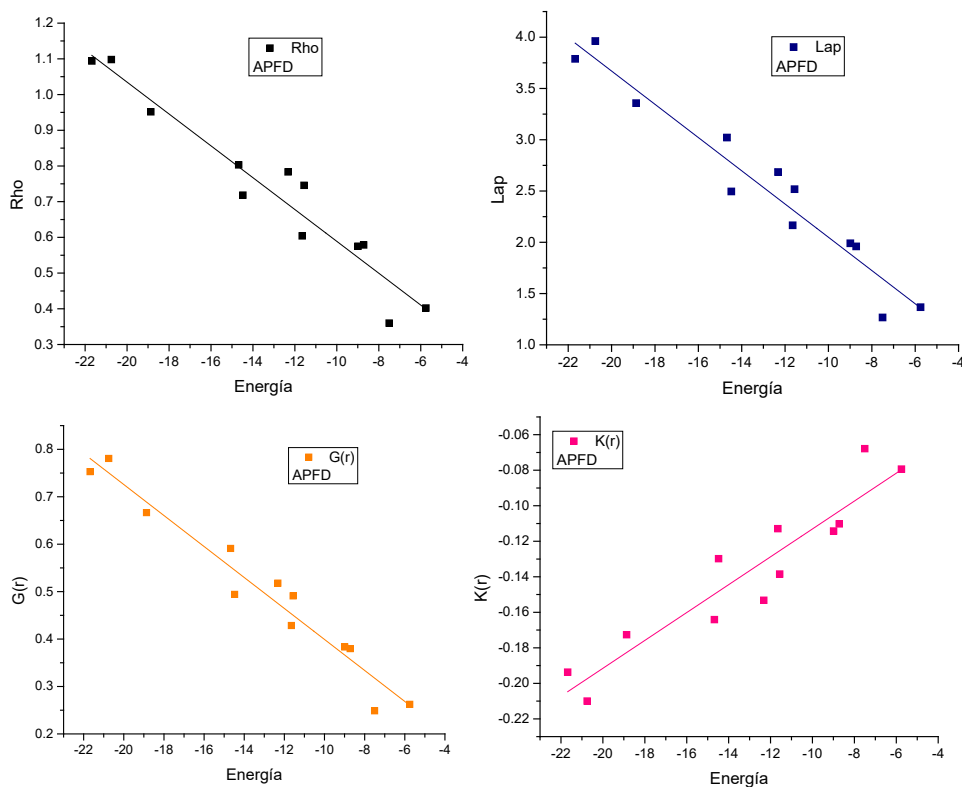 1.2
1.1
1.0
0.9
0.8
0.7
0.6
0.5
0.4
0.3
Rho
Rho
APFD
-22 -20 -18 -16 -14 -12 -10 -8 -6 -4
Energía
4.0
3.5
3.0
2.5
2.0
1.5
1.0
Lap
Lap
APFD
-22 -20 -18 -16 -14 -12 -10 -8 -6 -4
Energía
0.8
0.7
0.6
0.5
0.4
0.3
0.2
G(r)
G(r)
APFD
-22 -20 -18 -16 -14 -12 -10 -8 -6 -4
Energía
-0.06
-0.08
-0.10
-0.12
-0.14
-0.16
-0.18
-0.20
-0.22
K(r)
K(r)
APFD
-22 -20 -18 -16 -14 -12 -10 -8 -6 -4
Energía